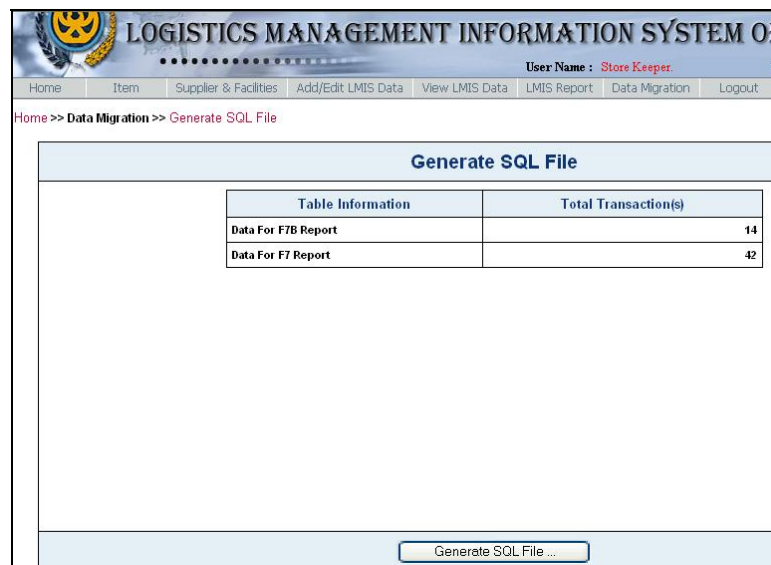 LOGISTICS MANAGEMENT INFORMATION SYSTEM
User Name : Store Keeper.
Home Item Supplier & Facilities Add/Edit LMIS Data View LMIS Data LMIS Report Data Migration Logout
Home >> Data Migration >> Generate SQL File
Generate SQL File
Table Information Total Transaction(s)
Data For F7B Report 14
Data For F7 Report 42
Generate SQL File ...